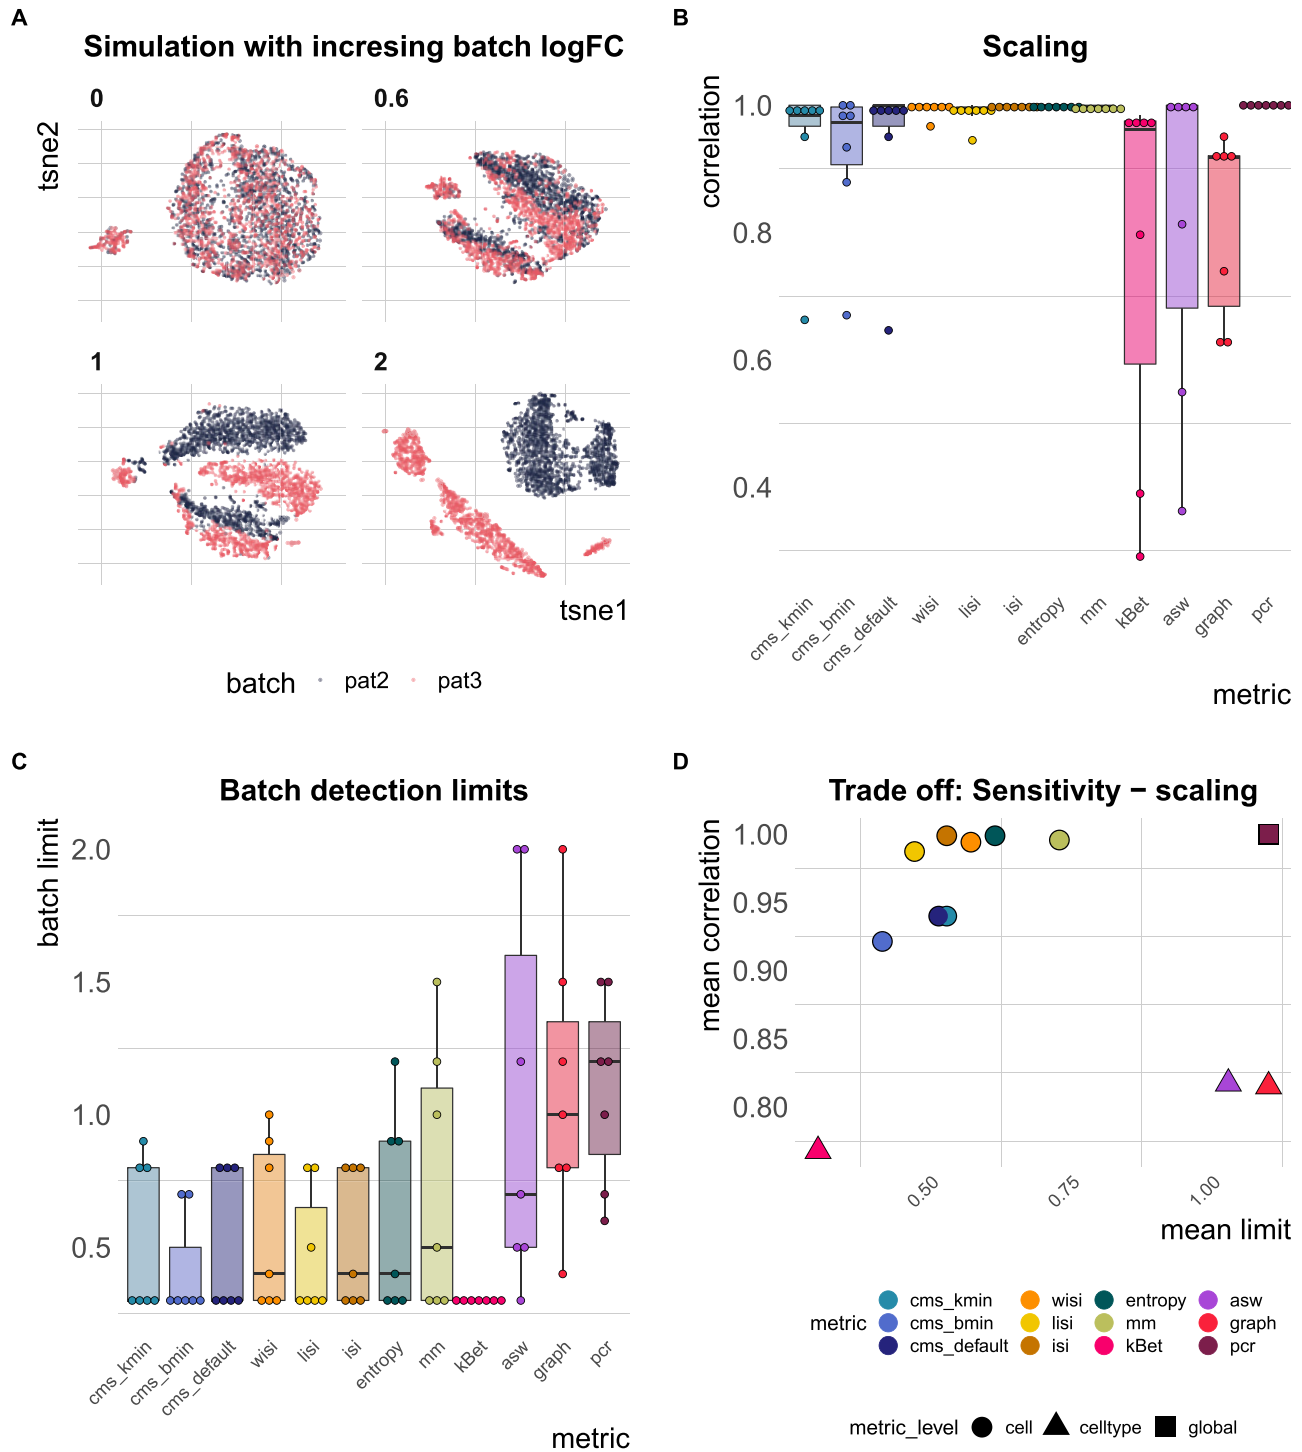 A
Simulation with incresing batch logFC
0
0.6
tsne2
1
2
tsne1
batch
pat2
pat3
B
Scaling
correlation
1.0
0.8
0.6
0.4
cms_kmin
cms_bmin
cms_default
wisi
lisi
isi
entropy
mm
kBet
asw
graph
pcr
metric
C
Batch detection limits
batch limit
2.0
1.5
1.0
0.5
cms_kmin
cms_bmin
cms_default
wisi
lisi
isi
entropy
mm
kBet
asw
graph
pcr
metric
D
Trade off: Sensitivity − scaling
mean correlation
1.00
0.95
0.90
0.85
0.80
0.50
0.75
1.00
mean limit
metric
cms_kmin
cms_bmin
cms_default
wisi
lisi
isi
entropy
mm
kBet
asw
graph
pcr
metric_level
cell
celltype
global